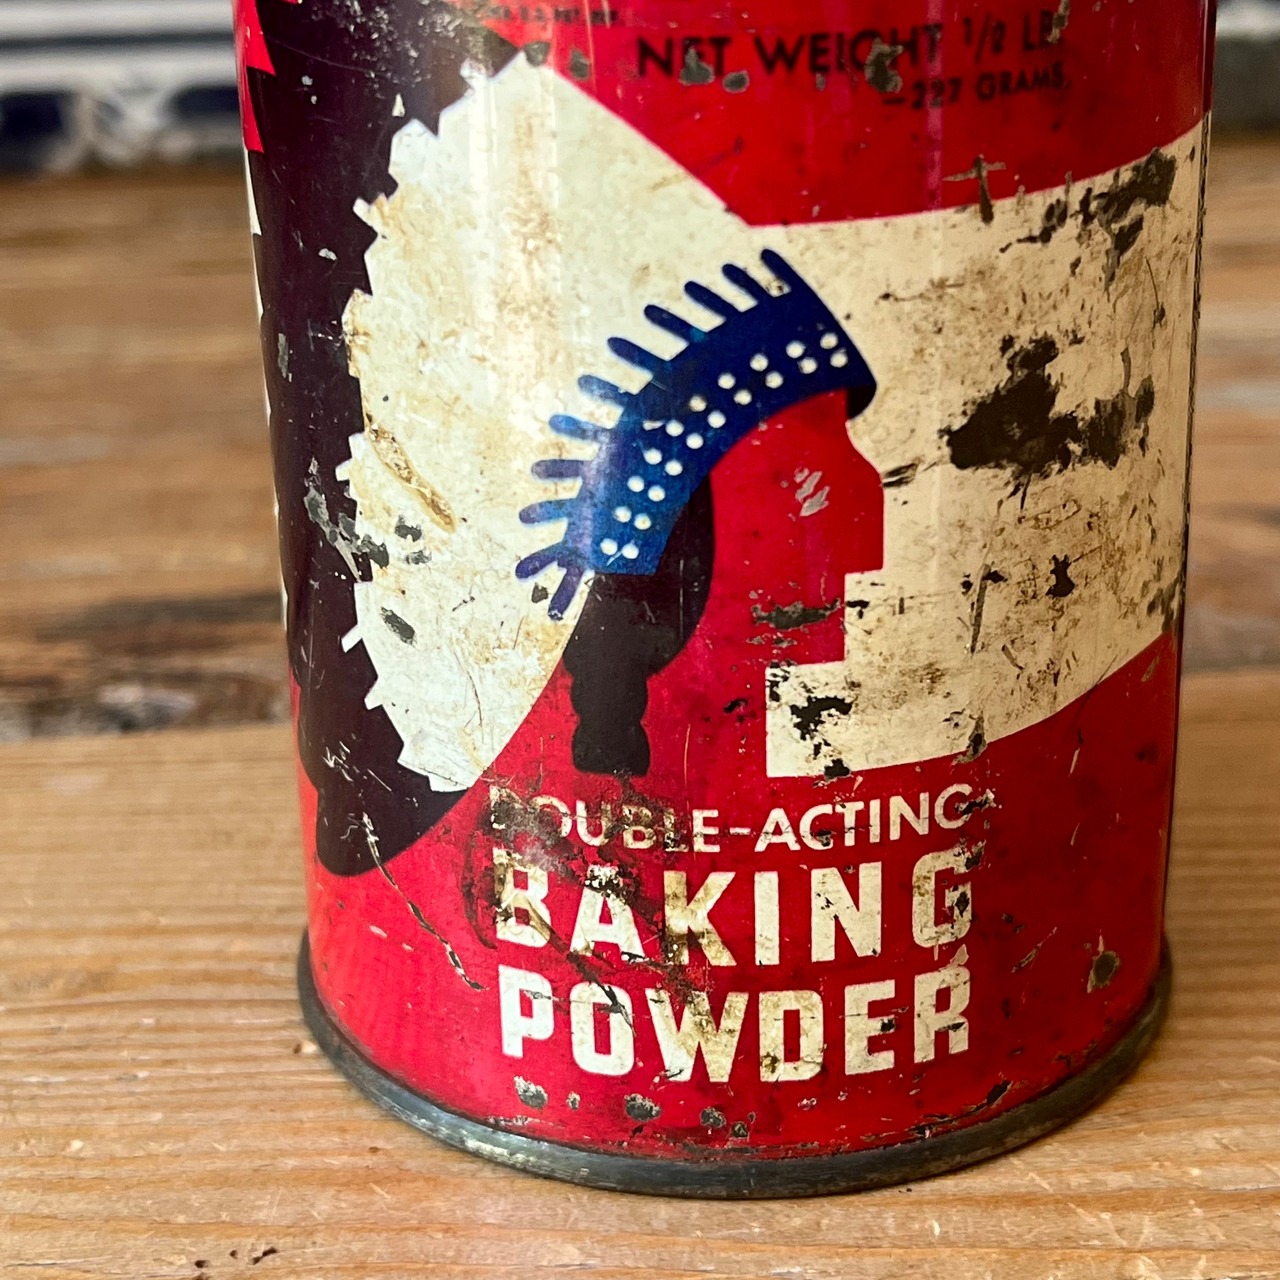 NET WEIGHT 1/2 LB.
—227 GRAMS
DOUBLE-ACTING
BAKING
POWDER